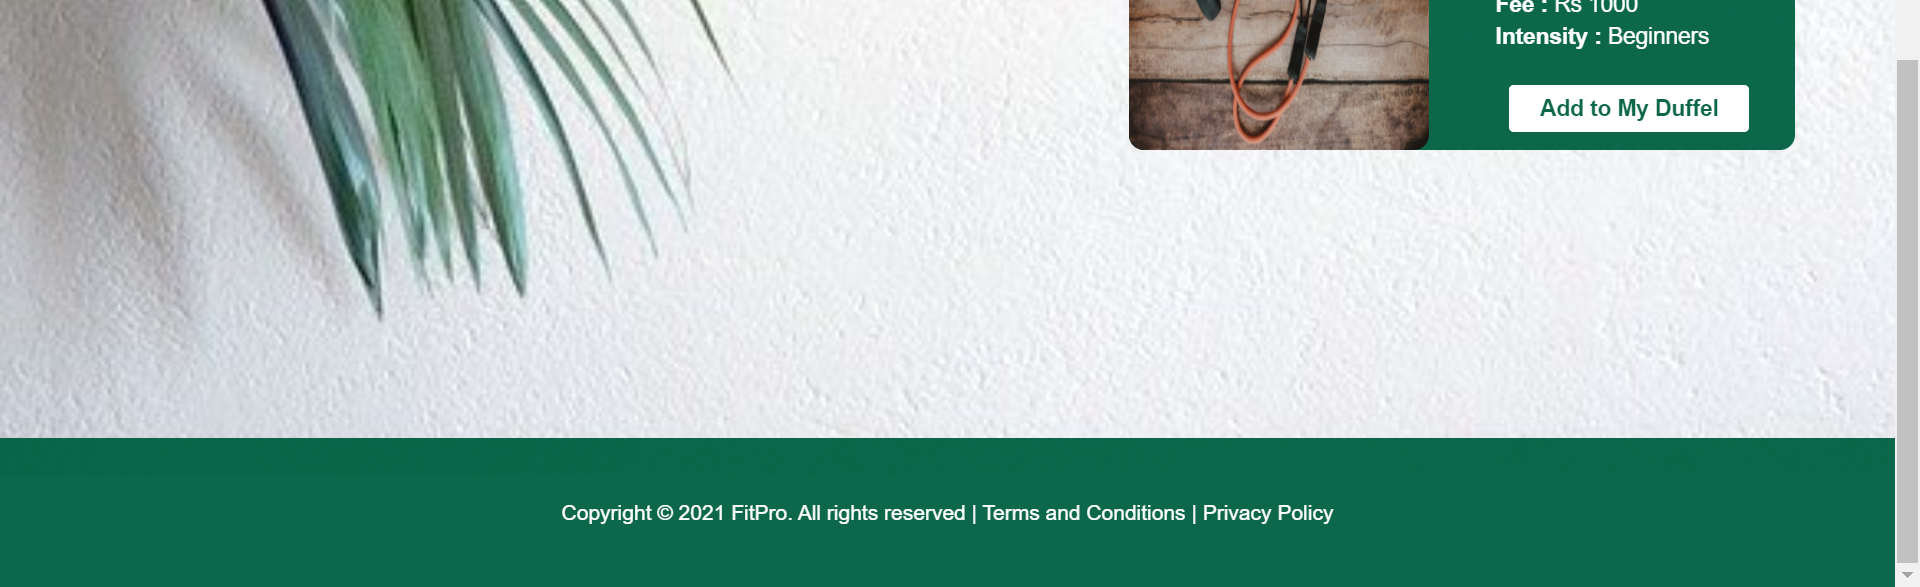 Fee : Rs 1000
Intensity : Beginners
Add to My Duffel
Copyright © 2021 FitPro. All rights reserved | Terms and Conditions | Privacy Policy